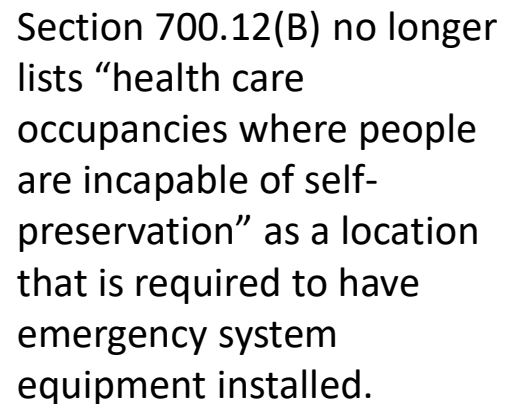 Section 700.12(B) no longer
lists “health care
occupancies where people
are incapable of self-
preservation” as a location
that is required to have
emergency system
equipment installed.